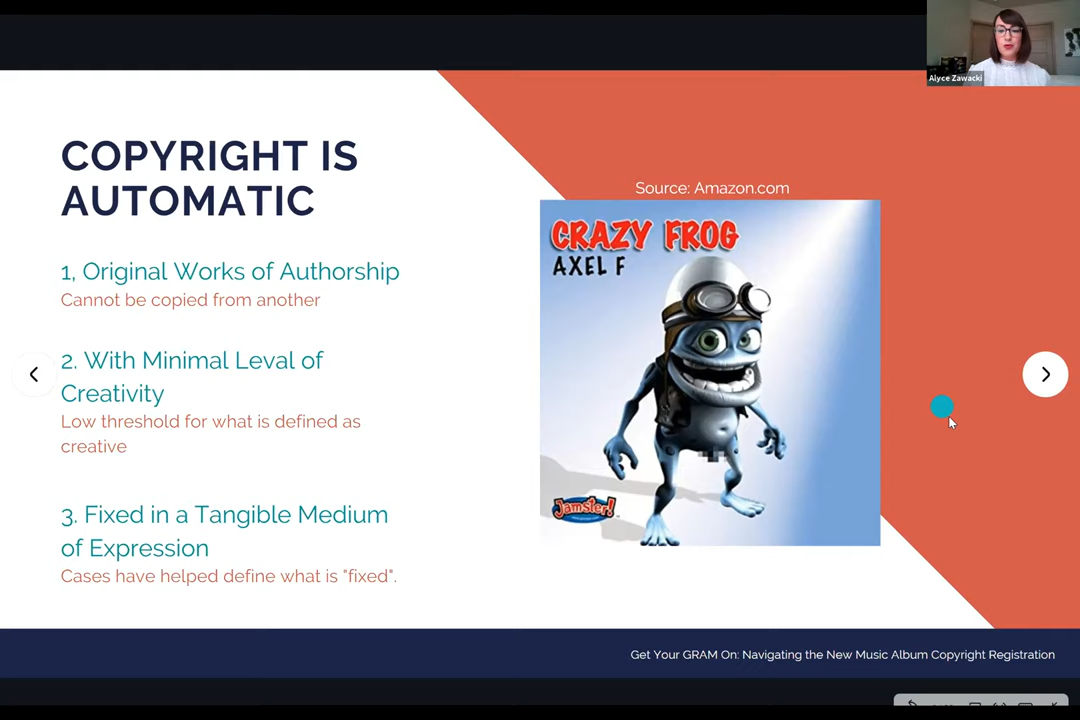 Alyce Zawacki
COPYRIGHT IS
AUTOMATIC
Source: Amazon.com
CRAZY FROG
AXEL F
1, Original Works of Authorship
Cannot be copied from another
2. With Minimal Leval of
Creativity
Low threshold for what is defined as
creative
Jamster!
3. Fixed in a Tangible Medium
of Expression
Cases have helped define what is "fixed".
Get Your GRAM On: Navigating the New Music Album Copyright Registration